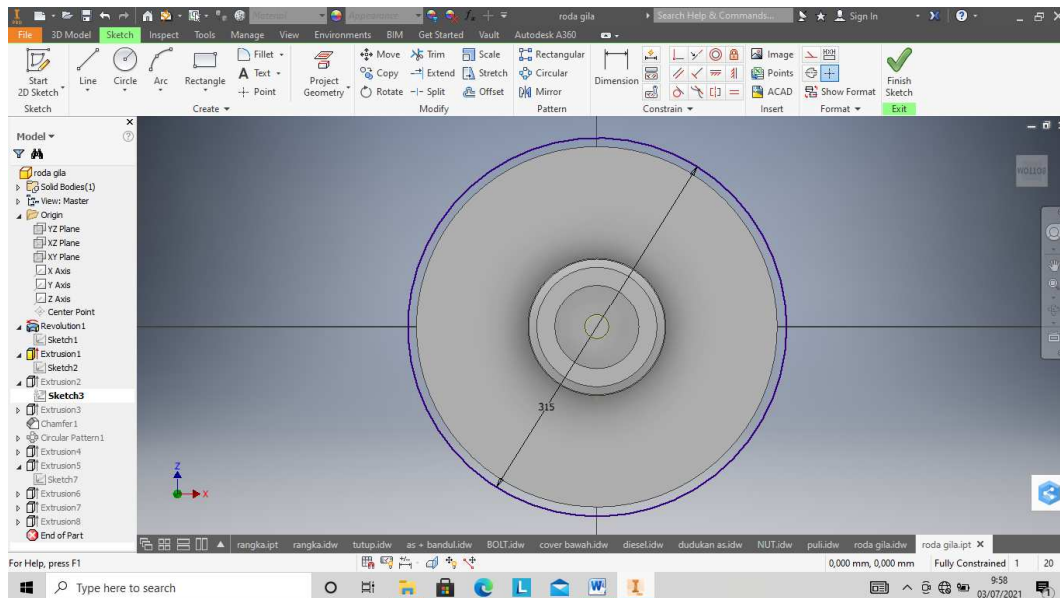 Material
Appearance
roda gila
Search Help & Commands...
Sign In
PRO
File 3D Model Sketch Inspect Tools Manage View Environments BIM Get Started Vault Autodesk A360
Start
2D Sketch
Line
Circle
Arc
Rectangle
Fillet
Text
Point
Project
Geometry
Move
Copy
Rotate
Trim
Extend
Split
Scale
Stretch
Offset
Rectangular
Circular
Mirror
Dimension
Image
Points
ACAD
Show Format
Finish
Sketch
Sketch Create Modify Pattern Constrain Insert Format Exit
Model
roda gila
Solid Bodies(1)
View: Master
Origin
YZ Plane
XZ Plane
XY Plane
X Axis
Y Axis
Z Axis
Center Point
Revolution1
Sketch1
Extrusion1
Sketch2
Extrusion2
Sketch3
Extrusion3
Chamfer1
Circular Pattern1
Extrusion4
Extrusion5
Sketch7
Extrusion6
Extrusion7
Extrusion8
End of Part
BOTTOM
315
Z
X
rangka.ipt rangka.idw tutup.idw as + bandul.idw BOLT.idw cover bawah.idw diesel.idw dudukan as.idw NUT.idw puli.idw roda gila.idw roda gila.ipt
For Help, press F1
0,000 mm, 0,000 mm Fully Constrained 1 20
Type here to search
9:58
03/07/2021